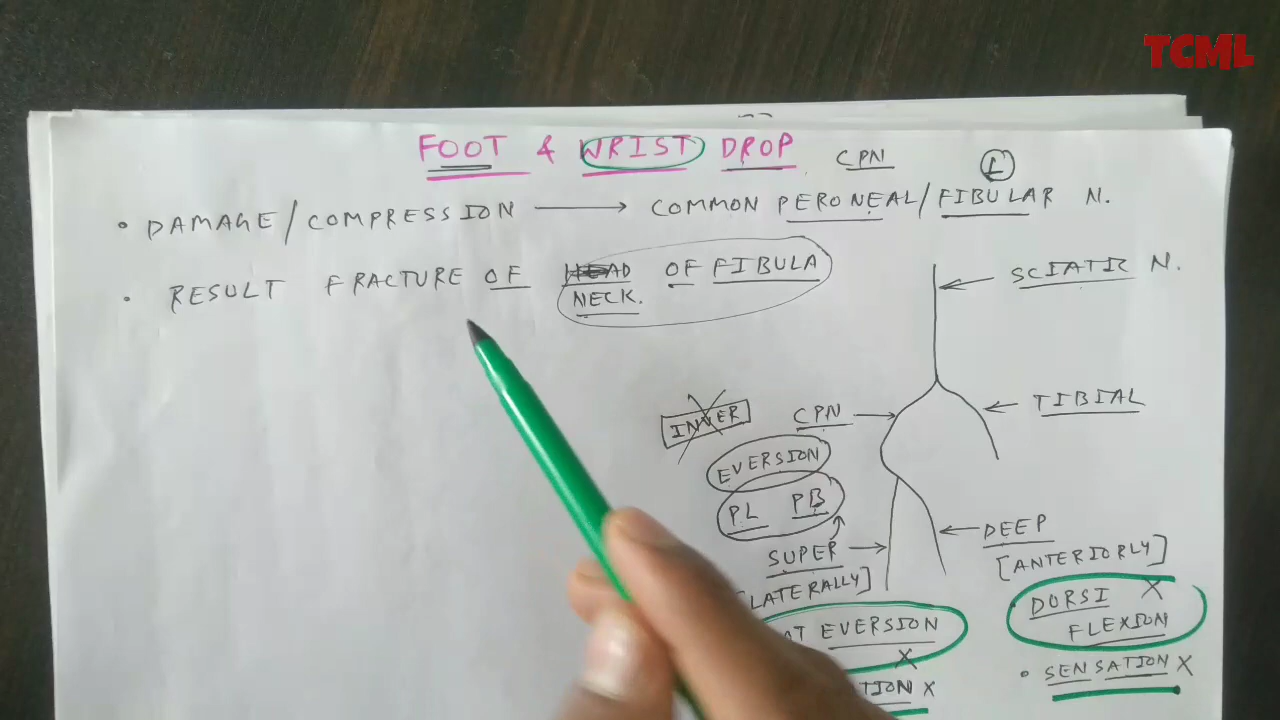 TCML
FOOT & WRIST DROP CPN
L
• DAMAGE/COMPRESSION → COMMON PERONEAL/FIBULAR N.
• RESULT FRACTURE OF HEAD OF FIBULA
NECK.
SCIATIC N.
TIBIAL
INVER
CPN
EVERSION
PL PB
SUPER
[LATERALLY]
DEEP
[ANTERIORLY]
EVERSION X
DORSI X
FLEXION
• SENSATION X
X